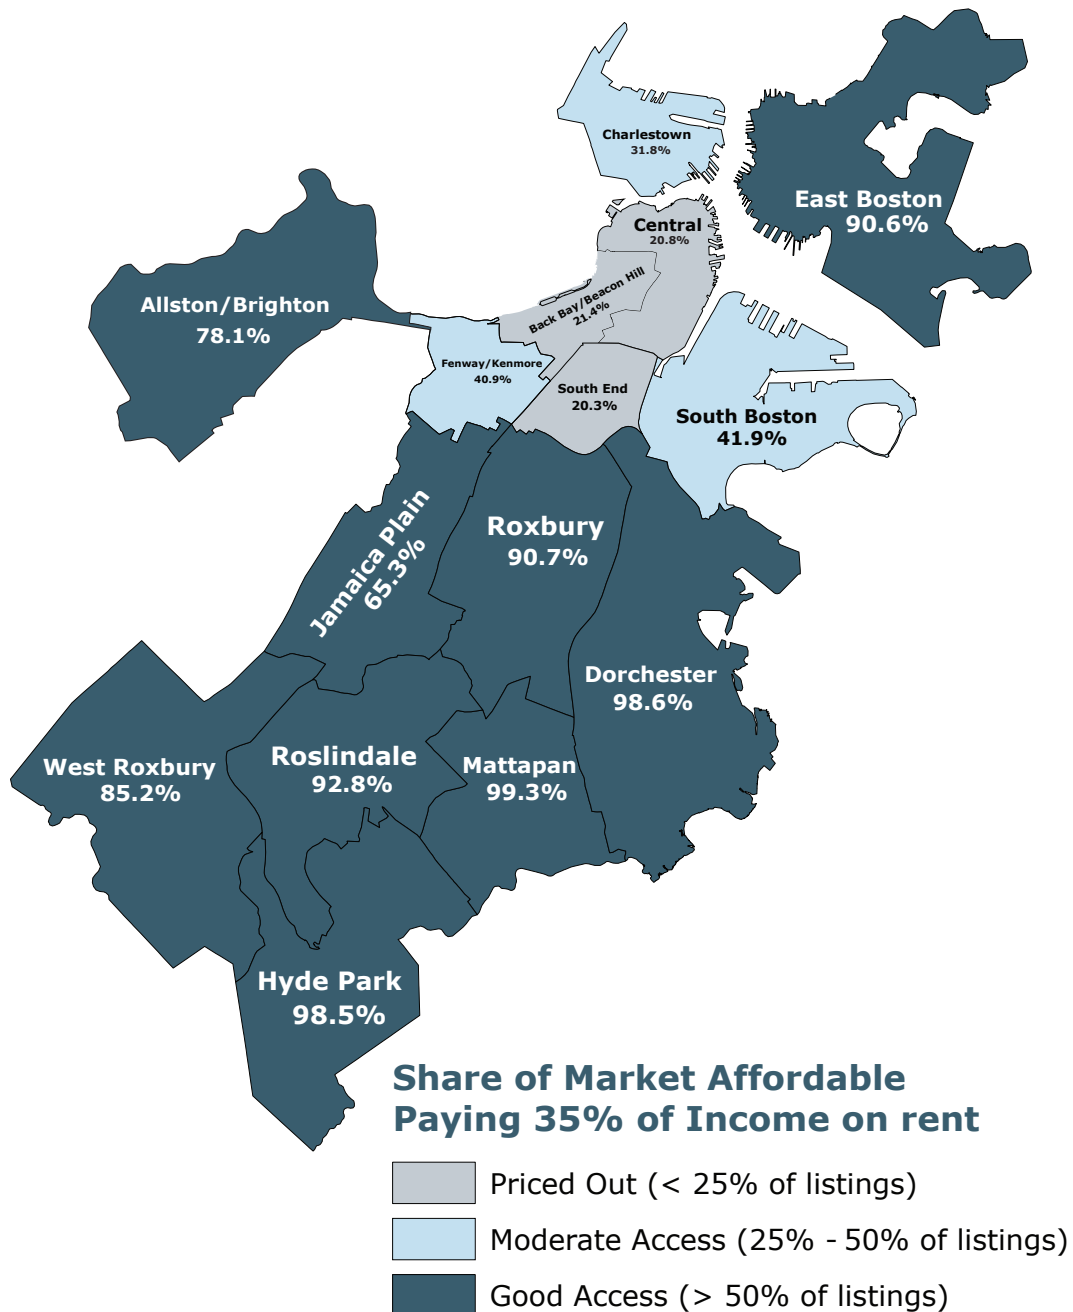 Charlestown
31.8%
East Boston
90.6%
Central
20.8%
Back Bay/Beacon Hill
21.4%
Allston/Brighton
78.1%
Fenway/Kenmore
40.9%
South End
20.3%
South Boston
41.9%
Jamaica Plain
65.3%
Roxbury
90.7%
Dorchester
98.6%
West Roxbury
85.2%
Roslindale
92.8%
Mattapan
99.3%
Hyde Park
98.5%
Share of Market Affordable
Paying 35% of Income on rent
Priced Out (< 25% of listings)
Moderate Access (25% - 50% of listings)
Good Access (> 50% of listings)